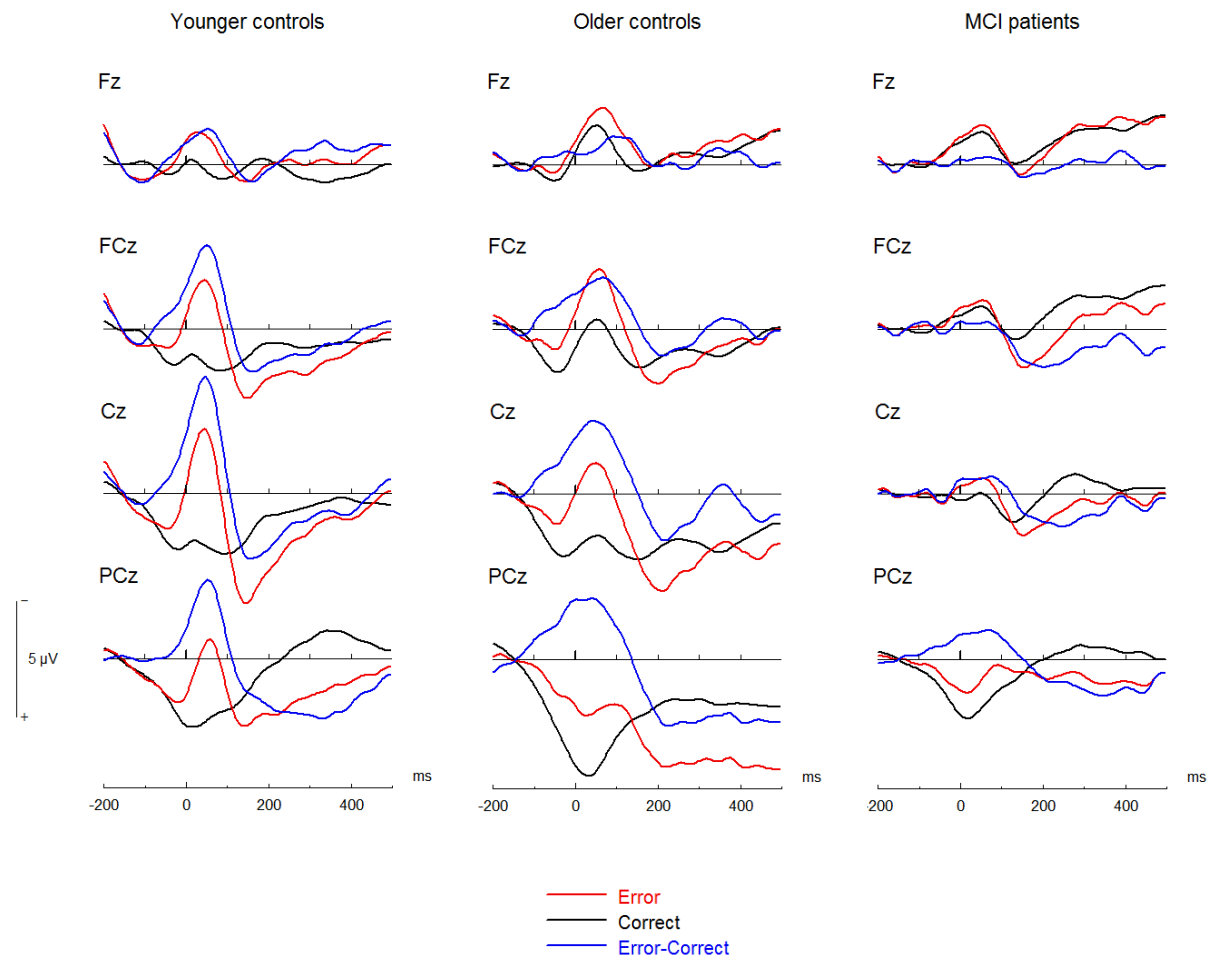 Younger controls
Older controls
MCI patients
Fz
Fz
Fz
FCz
FCz
FCz
Cz
Cz
Cz
PCz
PCz
PCz
−
5 µV
+
ms
ms
ms
-200 0 200 400
-200 0 200 400
-200 0 200 400
Error
Correct
Error-Correct